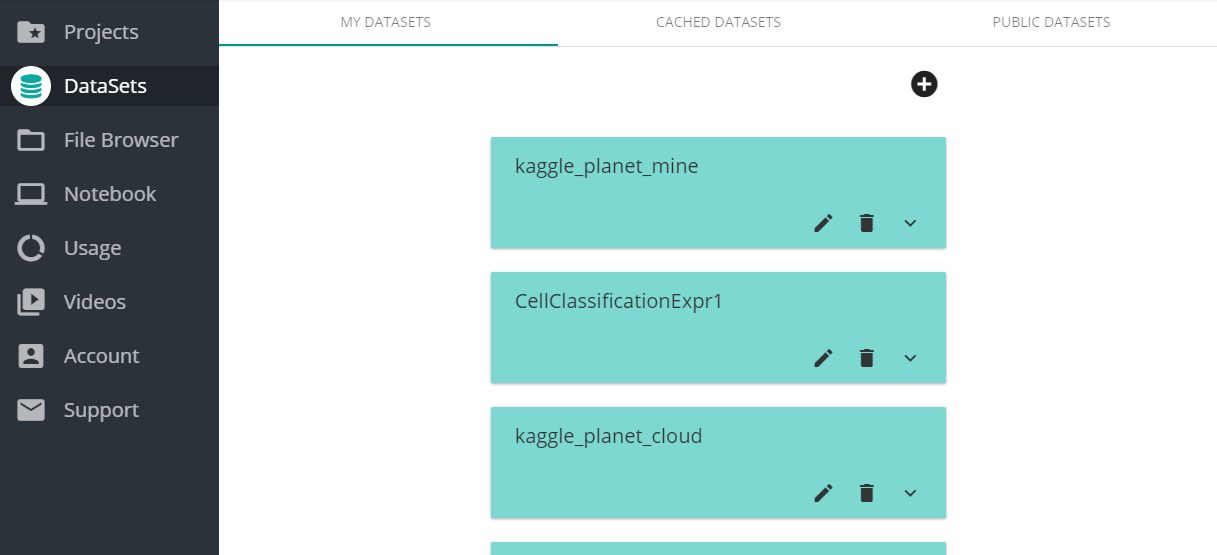 Projects
DataSets
File Browser
Notebook
Usage
Videos
Account
Support
MY DATASETS
CACHED DATASETS
PUBLIC DATASETS
kaggle_planet_mine
CellClassificationExpr1
kaggle_planet_cloud